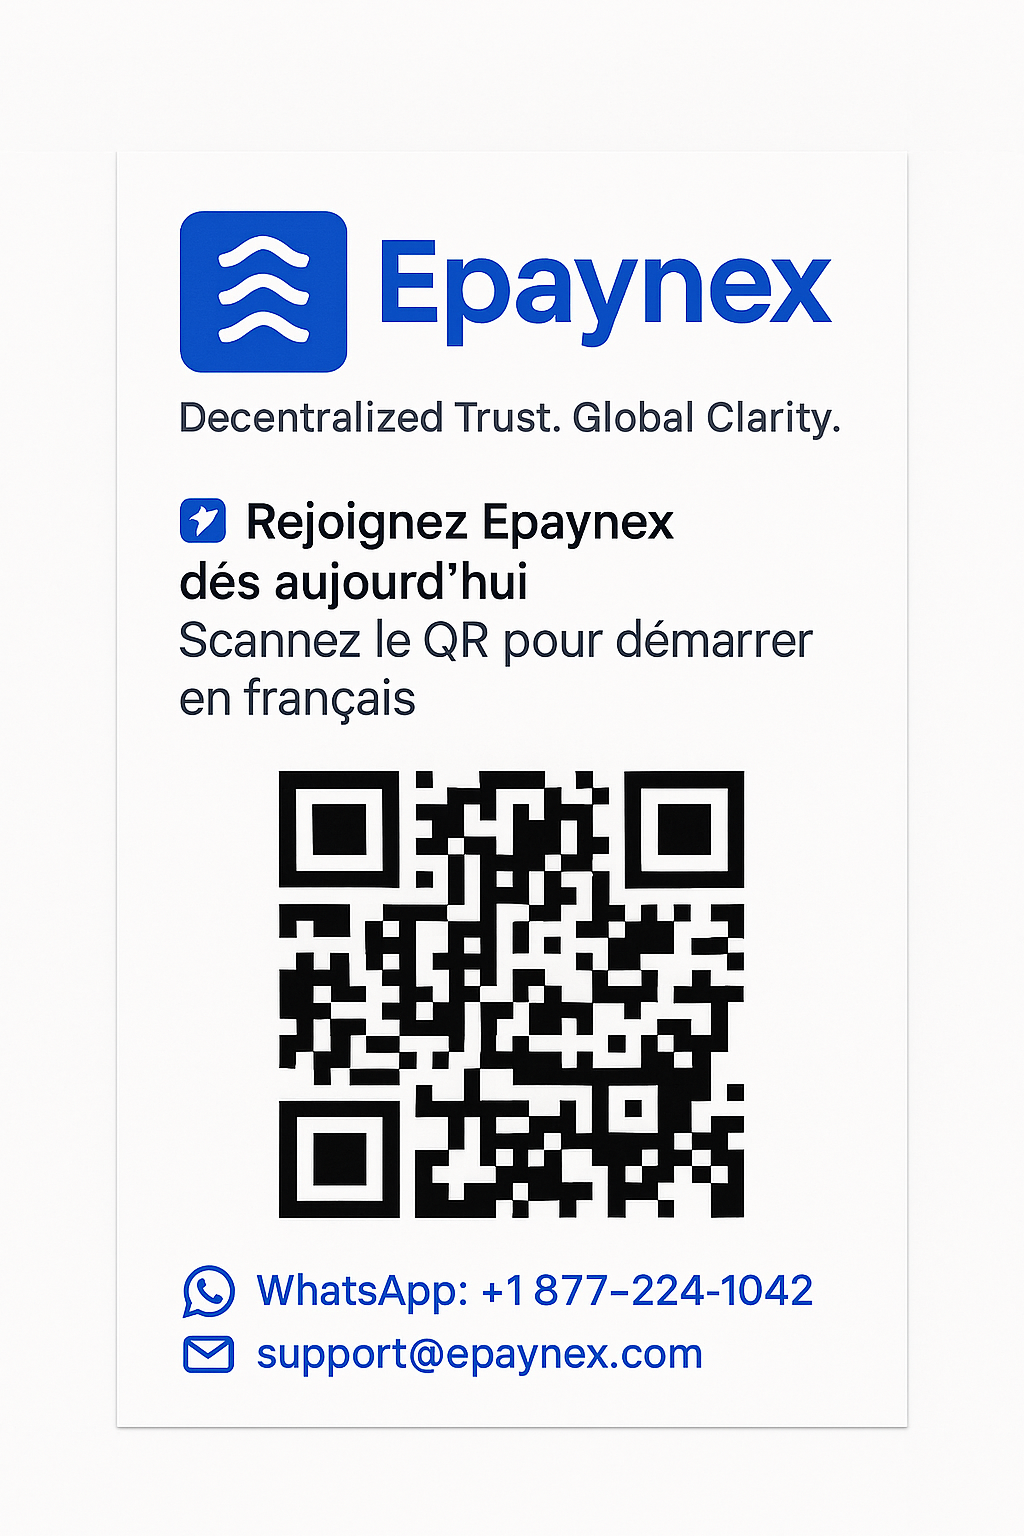 Epaynex
Decentralized Trust. Global Clarity.
Rejoignez Epaynex
dés aujourd’hui
Scannez le QR pour démarrer
en français
WhatsApp: +1 877–224-1042
support@epaynex.com